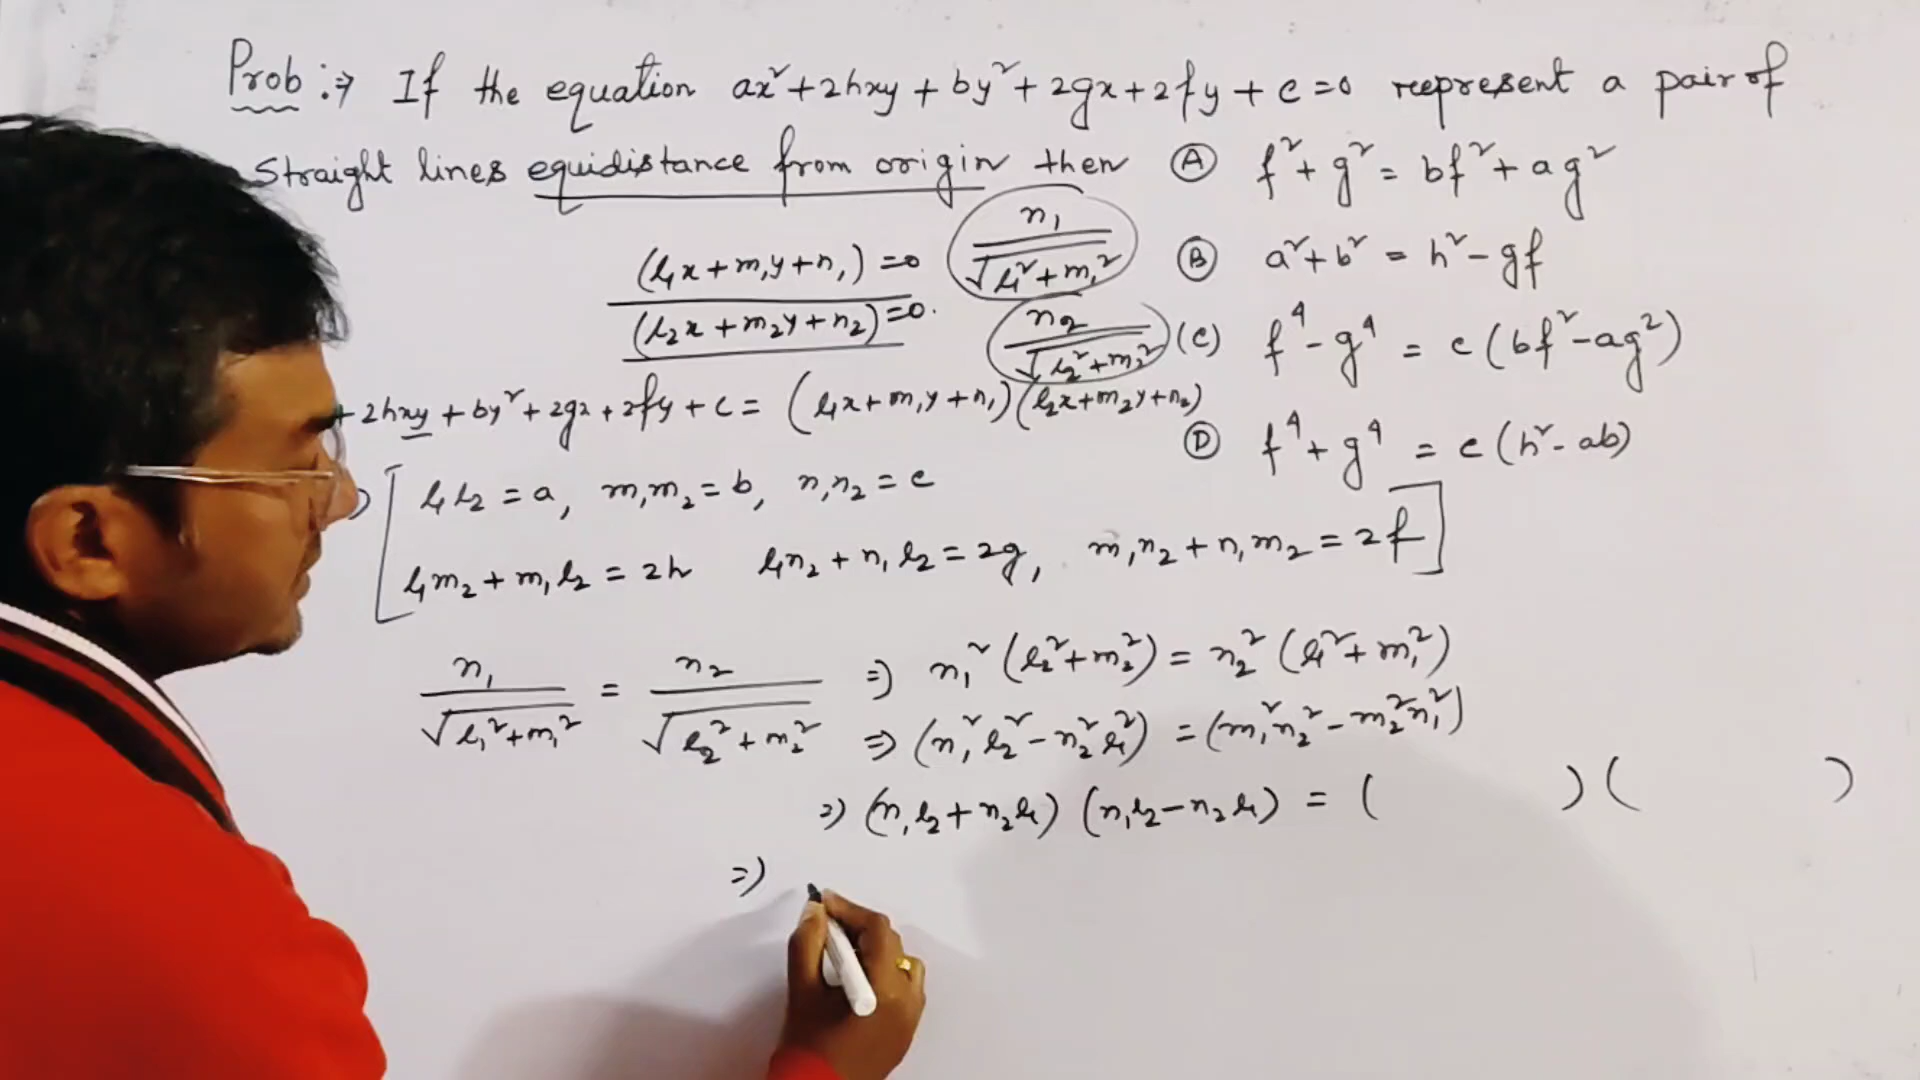 Prob :⇒ If the equation ax²+2hxy+by²+2gx+2fy+c=0 represent a pair of
straight lines equidistance from origin then Ⓐ f²+g² = bf²+ag²
(l₁x+m₁y+n₁)=0 n₁/√(l₁²+m₁²) Ⓑ a²+b² = h²-gf
(l₂x+m₂y+n₂)=0. n₂/√(l₂²+m₂²) (C) f⁴-g⁴ = c(bf²-ag²)
+2hxy+by²+2gx+2fy+c = (l₁x+m₁y+n₁)(l₂x+m₂y+n₂)
Ⓓ f⁴+g⁴ = c(h²-ab)
) [ l₁l₂=a, m₁m₂=b, n₁n₂=c
l₁m₂+m₁l₂=2h l₁n₂+n₁l₂=2g, m₁n₂+n₁m₂=2f ]
n₁/√(l₁²+m₁²) = n₂/√(l₂²+m₂²) ⇒ n₁²(l₂²+m₂²) = n₂²(l₁²+m₁²)
⇒ (n₁²l₂²-n₂²l₁²) = (m₁²n₂²-m₂²n₁²)
⇒ (n₁l₂+n₂l₁)(n₁l₂-n₂l₁) = ( )( )
⇒